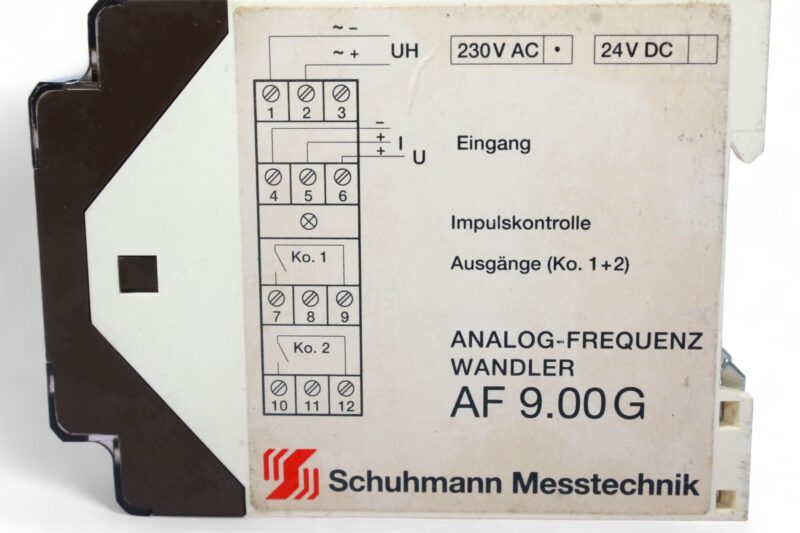 ~ -
~ +
UH
230V AC •
24V DC
1 2 3
-
+ I
+ U
Eingang
4 5 6
Impulskontrolle
Ko. 1
Ausgänge (Ko. 1+2)
7 8 9
Ko. 2
ANALOG-FREQUENZ
WANDLER
10 11 12
AF 9.00 G
Schuhmann Messtechnik